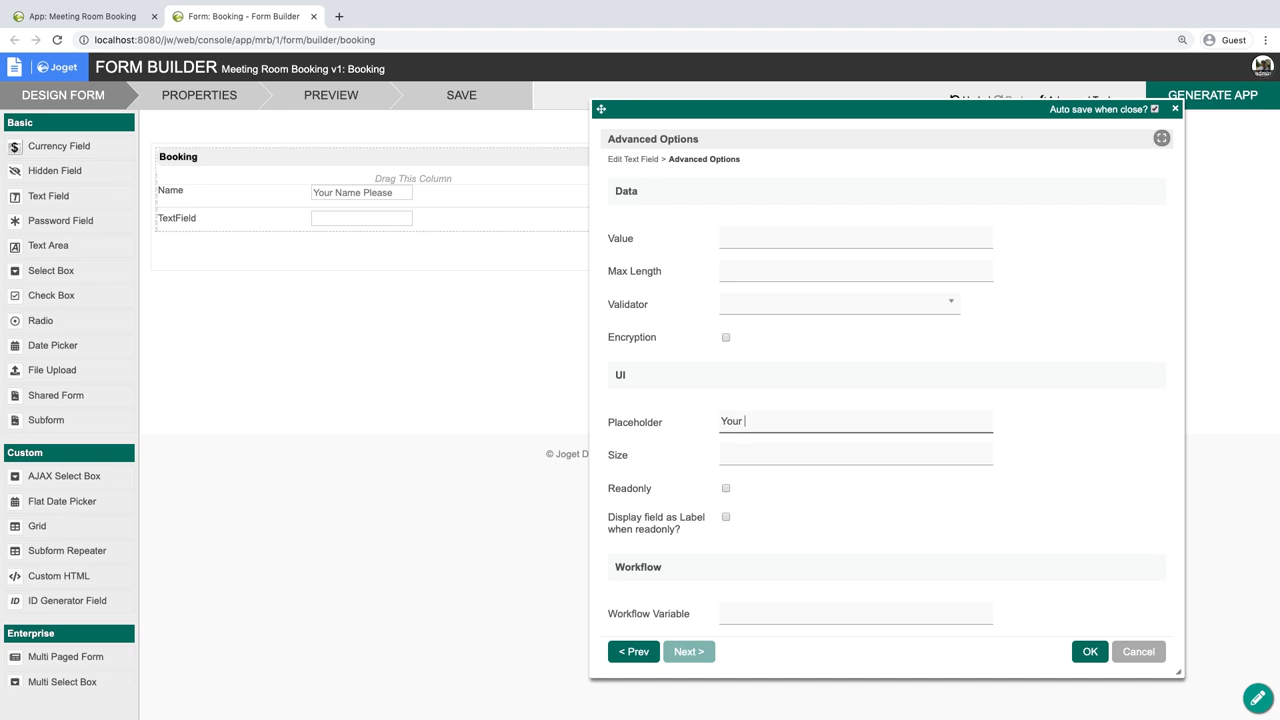 App: Meeting Room Booking
Form: Booking - Form Builder
localhost:8080/jw/web/console/app/mrb/1/form/builder/booking
Guest
Joget
FORM BUILDER Meeting Room Booking v1: Booking
admin
DESIGN FORM
PROPERTIES
PREVIEW
SAVE
GENERATE APP
Basic
Currency Field
Hidden Field
Text Field
Password Field
Text Area
Select Box
Check Box
Radio
Date Picker
File Upload
Shared Form
Subform
Custom
AJAX Select Box
Flat Date Picker
Grid
Subform Repeater
Custom HTML
ID Generator Field
Enterprise
Multi Paged Form
Multi Select Box
Booking
Drag This Column
Name
Your Name Please
TextField
© Joget D
Auto save when close?
Advanced Options
Edit Text Field > Advanced Options
Data
Value
Max Length
Validator
Encryption
UI
Placeholder
Your
Size
Readonly
Display field as Label
when readonly?
Workflow
Workflow Variable
< Prev
Next >
OK
Cancel